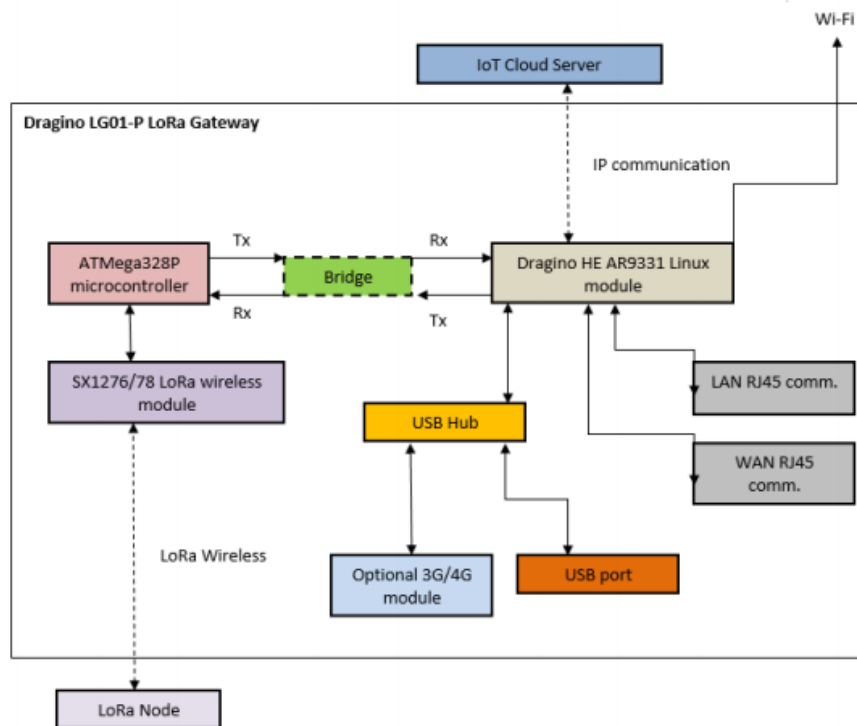 Wi-Fi
IoT Cloud Server
Dragino LG01-P LoRa Gateway
IP communication
Tx
Rx
ATMega328P
microcontroller
Bridge
Dragino HE AR9331 Linux
module
Rx
Tx
SX1276/78 LoRa wireless
module
LAN RJ45 comm.
USB Hub
WAN RJ45
comm.
LoRa Wireless
Optional 3G/4G
module
USB port
LoRa Node